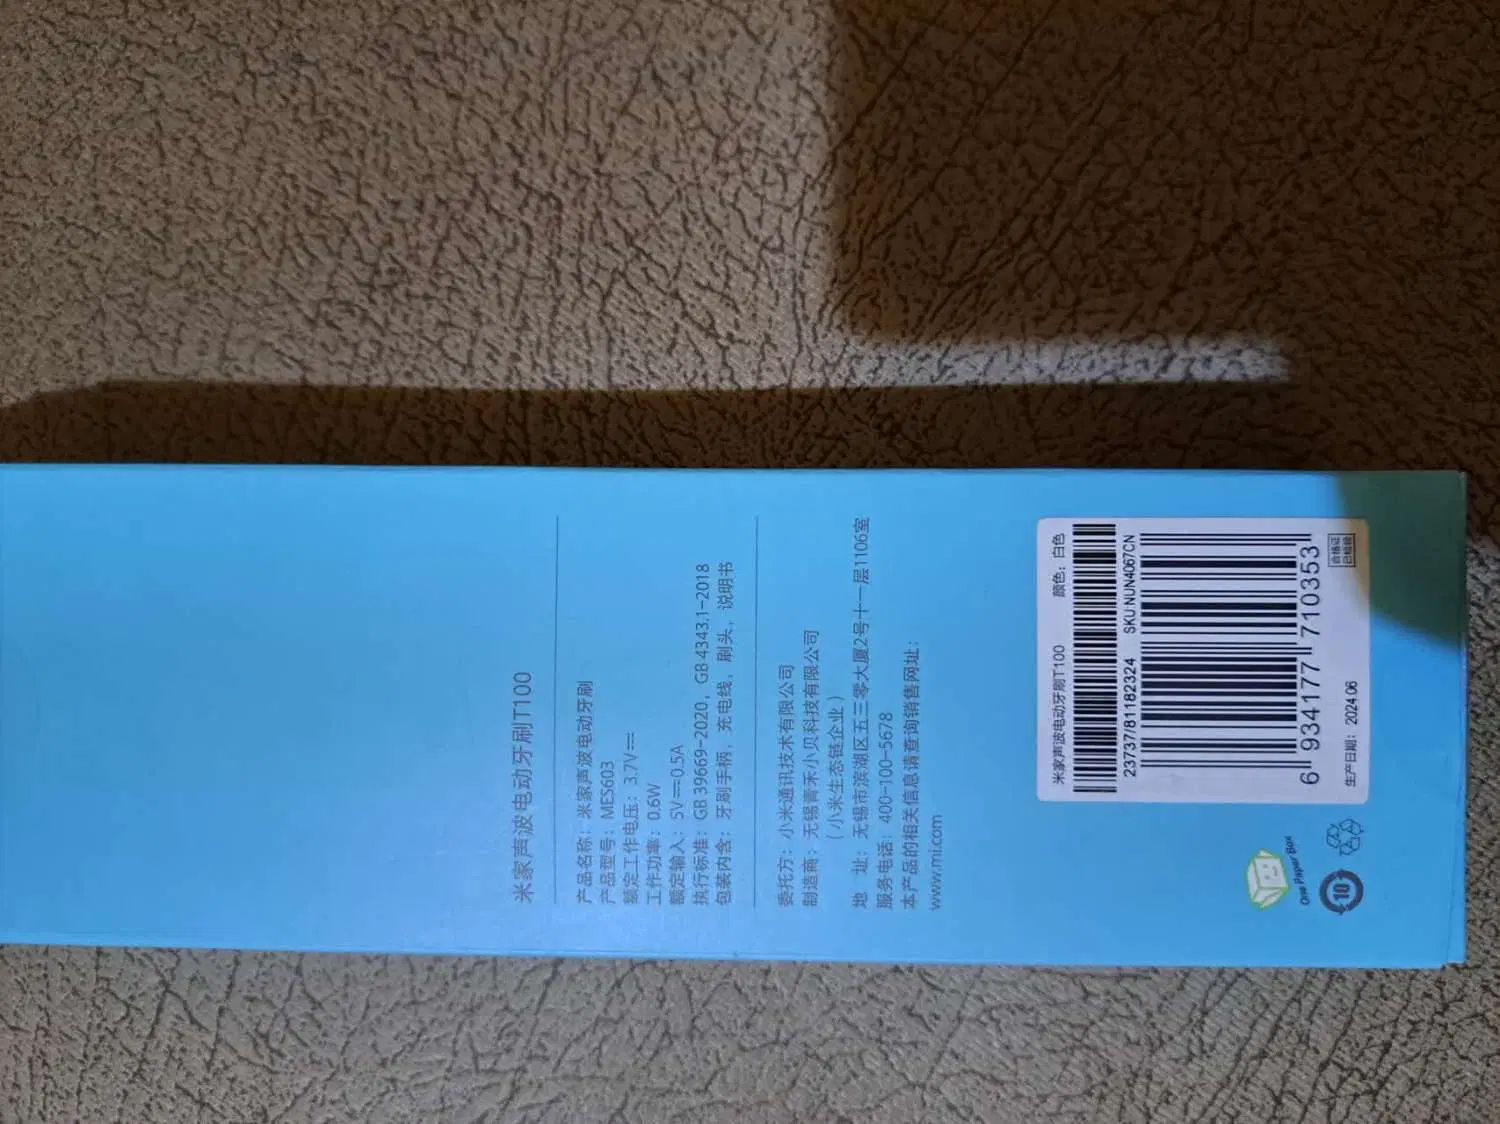 米家声波电动牙刷T100
产品名称：米家声波电动牙刷
产品型号：MES603
额定工作电压：3.7V⎓
工作功率：0.6W
额定输入：5V⎓0.5A
执行标准：GB 39669-2020，GB 4343.1-2018
包装内含：牙刷手柄，充电线，刷头，说明书
委托方：小米通讯技术有限公司
制造商：无锡青禾小贝科技有限公司
（小米生态链企业）
地 址：无锡市滨湖区五三零大厦2号十一层1106室
服务电话：400-100-5678
本产品的相关信息请查询销售网址：
www.mi.com
米家声波电动牙刷T100 颜色：白色
23737/81182324 SKU:NUN4067CN
6 934177 710353
生产日期：2024.06
合格证
已检验
One Paper Box
10